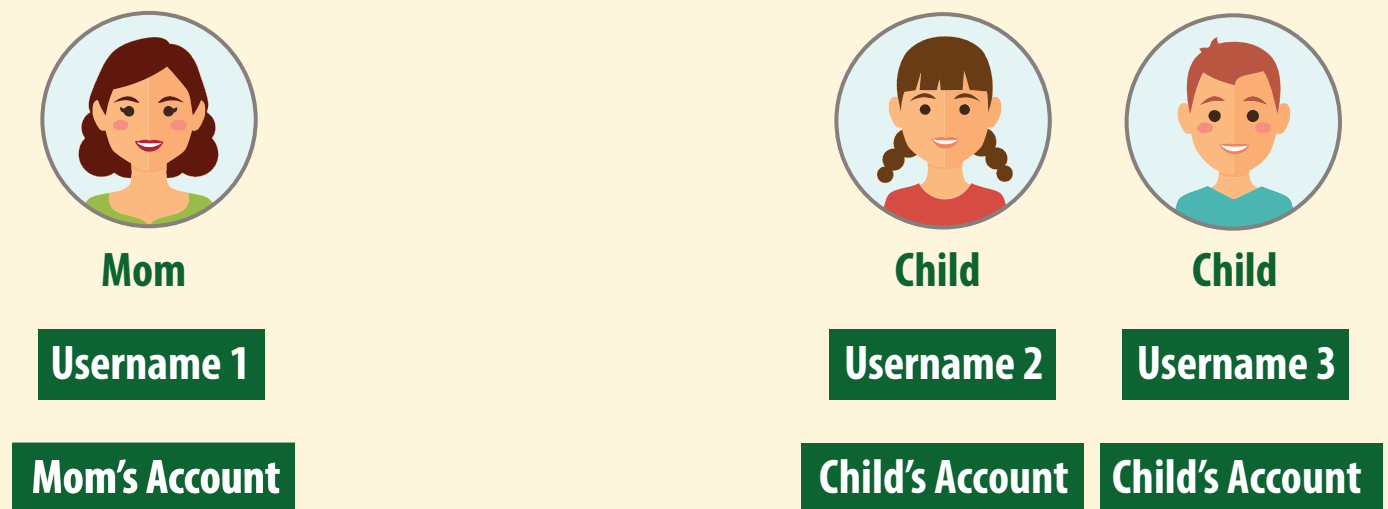 Mom
Child
Child
Username 1
Username 2
Username 3
Mom's Account
Child's Account
Child's Account